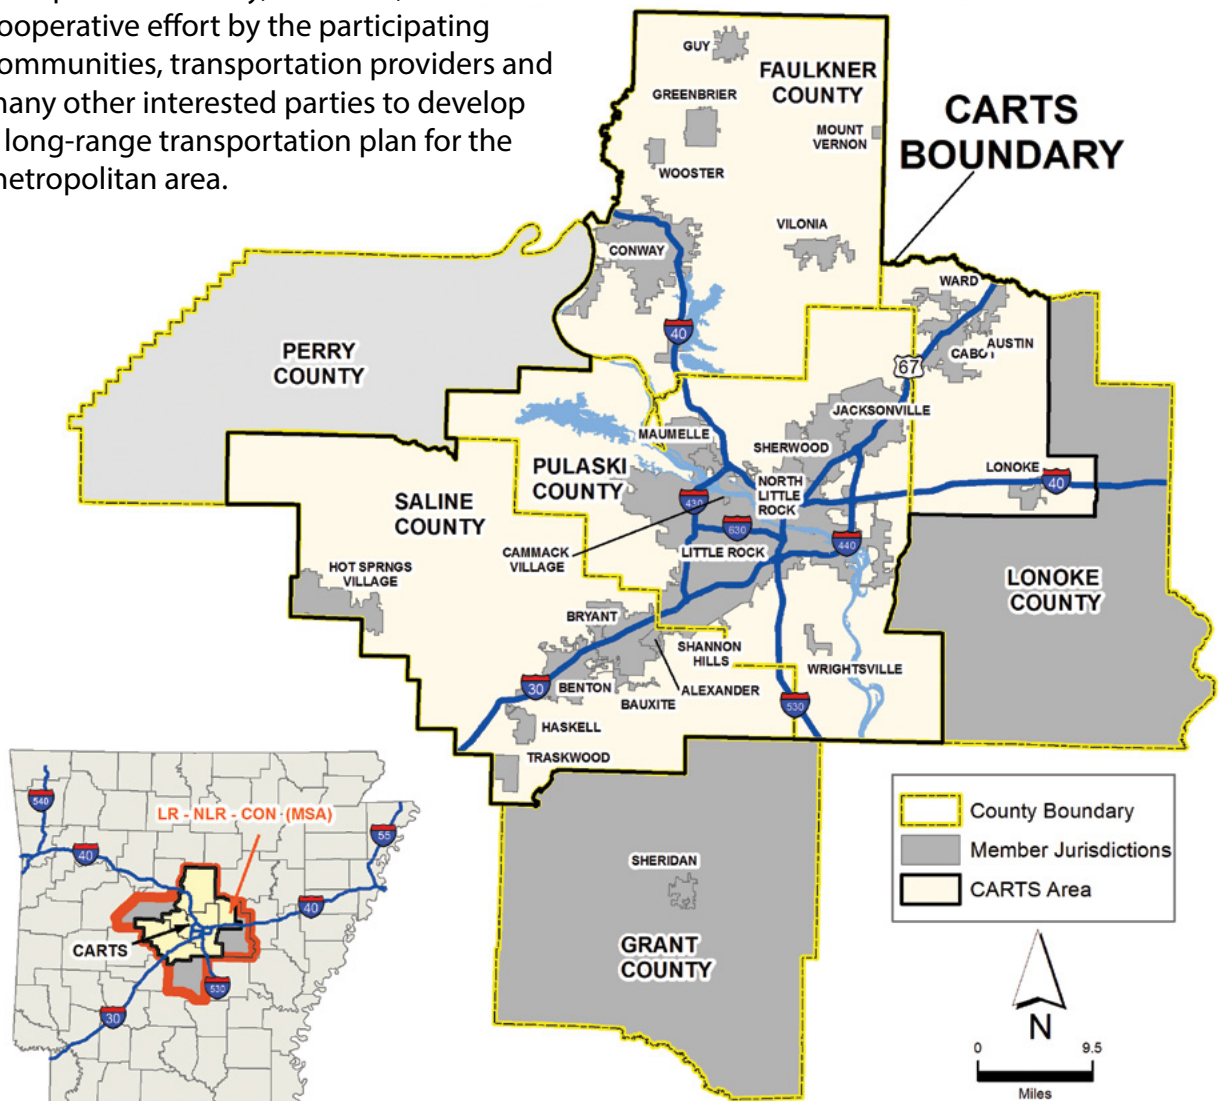 ooperative effort by the participating
ommunities, transportation providers and
any other interested parties to develop
long-range transportation plan for the
etropolitan area.
GUY
FAULKNER
COUNTY
GREENBRIER
MOUNT
VERNON
WOOSTER
CARTS
BOUNDARY
VILONIA
CONWAY
WARD
AUSTIN
CABOT
40
67
PERRY
COUNTY
JACKSONVILLE
MAUMELLE
SHERWOOD
PULASKI
COUNTY
LONOKE
40
NORTH
LITTLE
ROCK
SALINE
COUNTY
430
630
440
CAMMACK
VILLAGE
LITTLE ROCK
HOT SPRNGS
VILLAGE
LONOKE
COUNTY
BRYANT
SHANNON
HILLS
WRIGHTSVILLE
30
BENTON
ALEXANDER
BAUXITE
530
HASKELL
TRASKWOOD
LR - NLR - CON (MSA)
540
40
55
40
CARTS
530
30
County Boundary
Member Jurisdictions
CARTS Area
SHERIDAN
GRANT
COUNTY
N
0 9.5
Miles